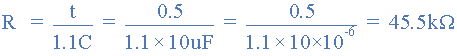 R = t / 1.1C = 0.5 / 1.1 × 10uF = 0.5 / 1.1 × 10×10^-6 = 45.5kΩ